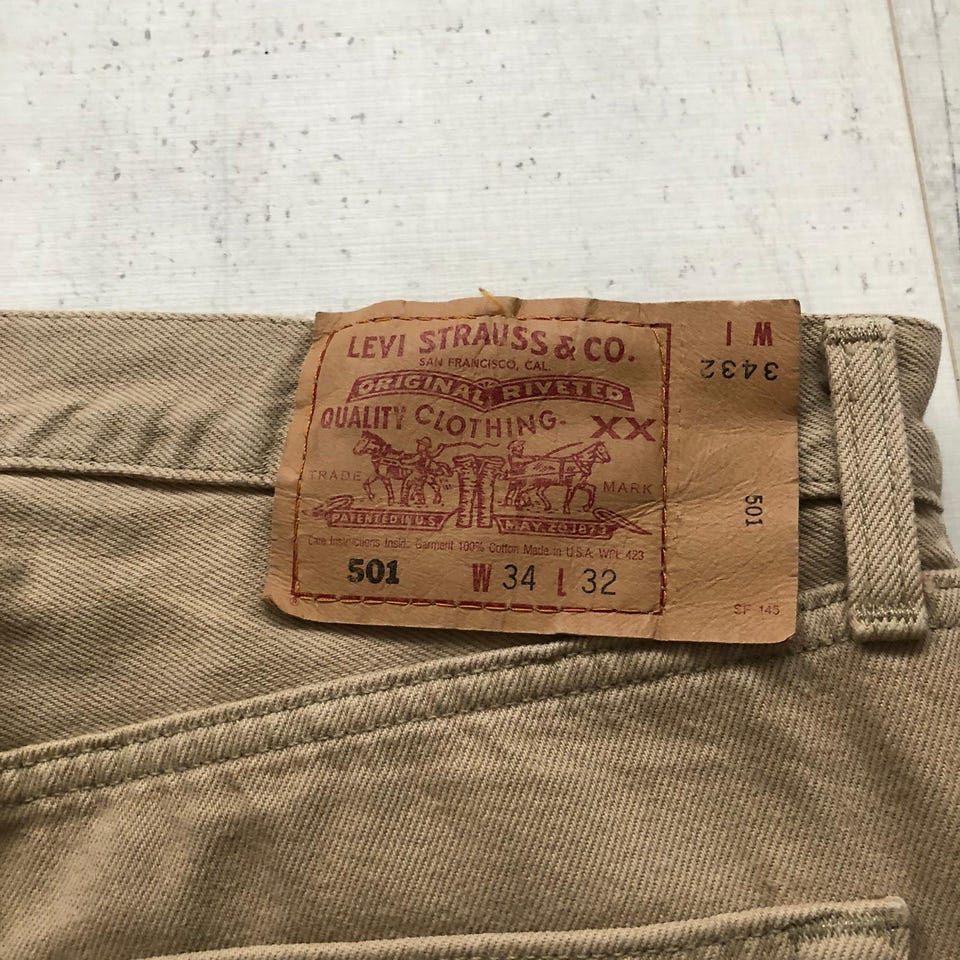 LEVI STRAUSS & CO.
SAN FRANCISCO, CAL.
ORIGINAL RIVETED
QUALITY CLOTHING. XX
TRADE MARK
PATENTED IN U.S. MAY 20 1873
Care Instructions Inside Garment 100% Cotton Made in U.S.A. WPL 423
501 W 34 L 32
®
W I
3432
501
SF 145